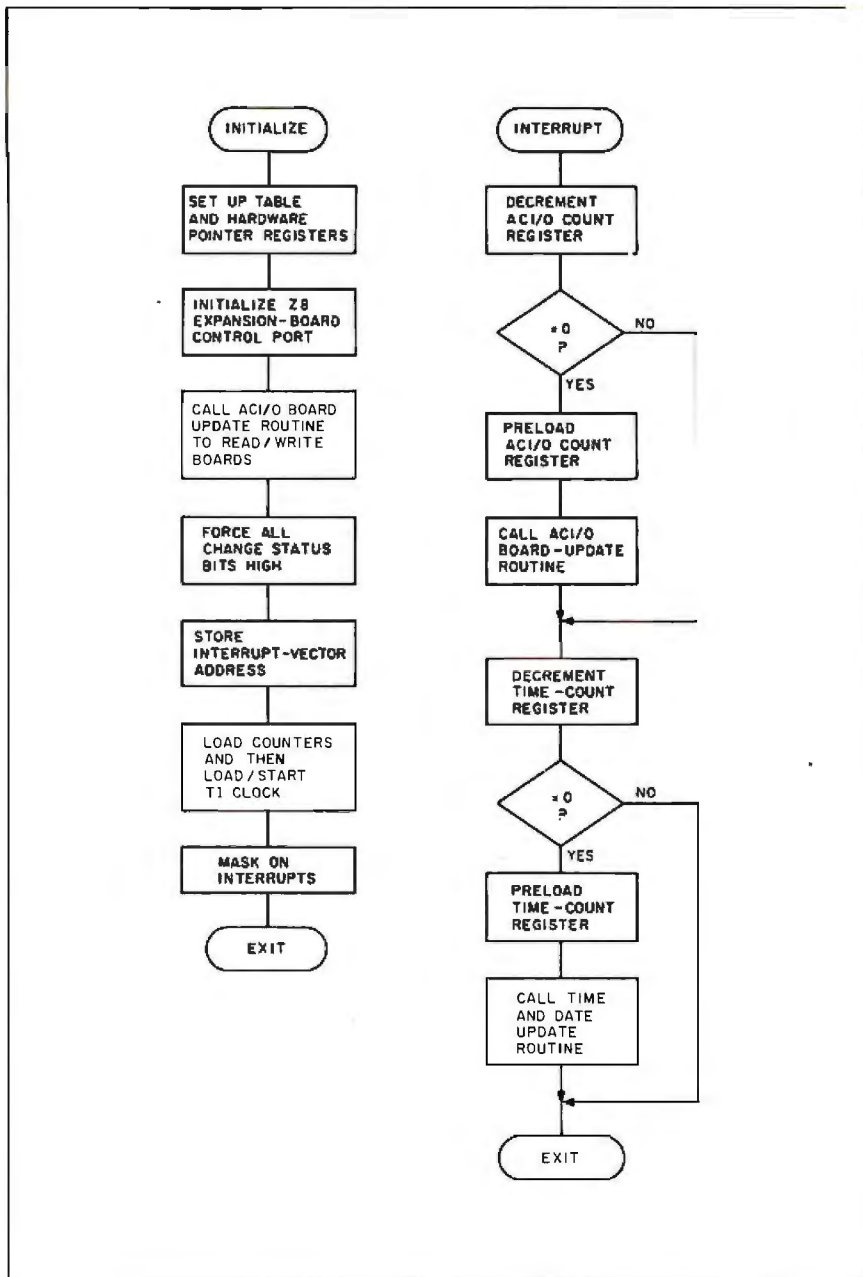 INITIALIZE
SET UP TABLE
AND HARDWARE
POINTER REGISTERS
INITIALIZE Z8
EXPANSION-BOARD
CONTROL PORT
CALL ACI/O BOARD
UPDATE ROUTINE
TO READ/WRITE
BOARDS
FORCE ALL
CHANGE STATUS
BITS HIGH
STORE
INTERRUPT-VECTOR
ADDRESS
LOAD COUNTERS
AND THEN
LOAD/START
T1 CLOCK
MASK ON
INTERRUPTS
EXIT
INTERRUPT
DECREMENT
ACI/O COUNT
REGISTER
=0
?
NO
YES
PRELOAD
ACI/O COUNT
REGISTER
CALL ACI/O
BOARD-UPDATE
ROUTINE
DECREMENT
TIME-COUNT
REGISTER
=0
?
NO
YES
PRELOAD
TIME-COUNT
REGISTER
CALL TIME
AND DATE
UPDATE
ROUTINE
EXIT